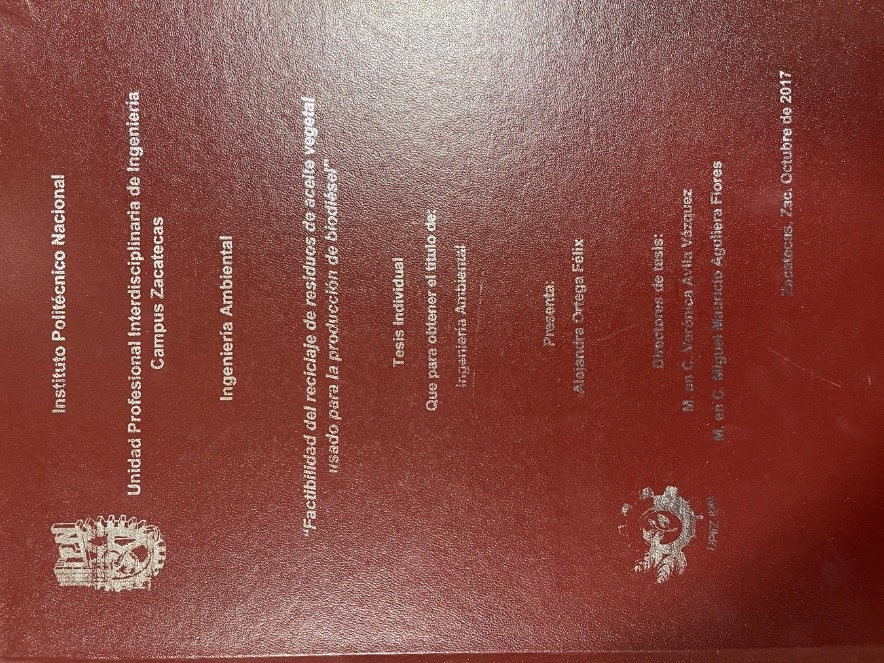 IPN
Instituto Politécnico Nacional
Unidad Profesional Interdisciplinaria de Ingeniería
Campus Zacatecas
Ingeniería Ambiental
"Factibilidad del reciclaje de residuos de aceite vegetal
usado para la producción de biodiésel"
Tesis Individual
Que para obtener el título de:
Ingeniería Ambiental
Presenta:
Alejandra Ortega Félix
Directores de tesis:
M. en C. Verónica Ávila Vázquez
M. en C. Miguel Mauricio Aguilera Flores
UPIIZ IPN
Zacatecas, Zac. Octubre de 2017